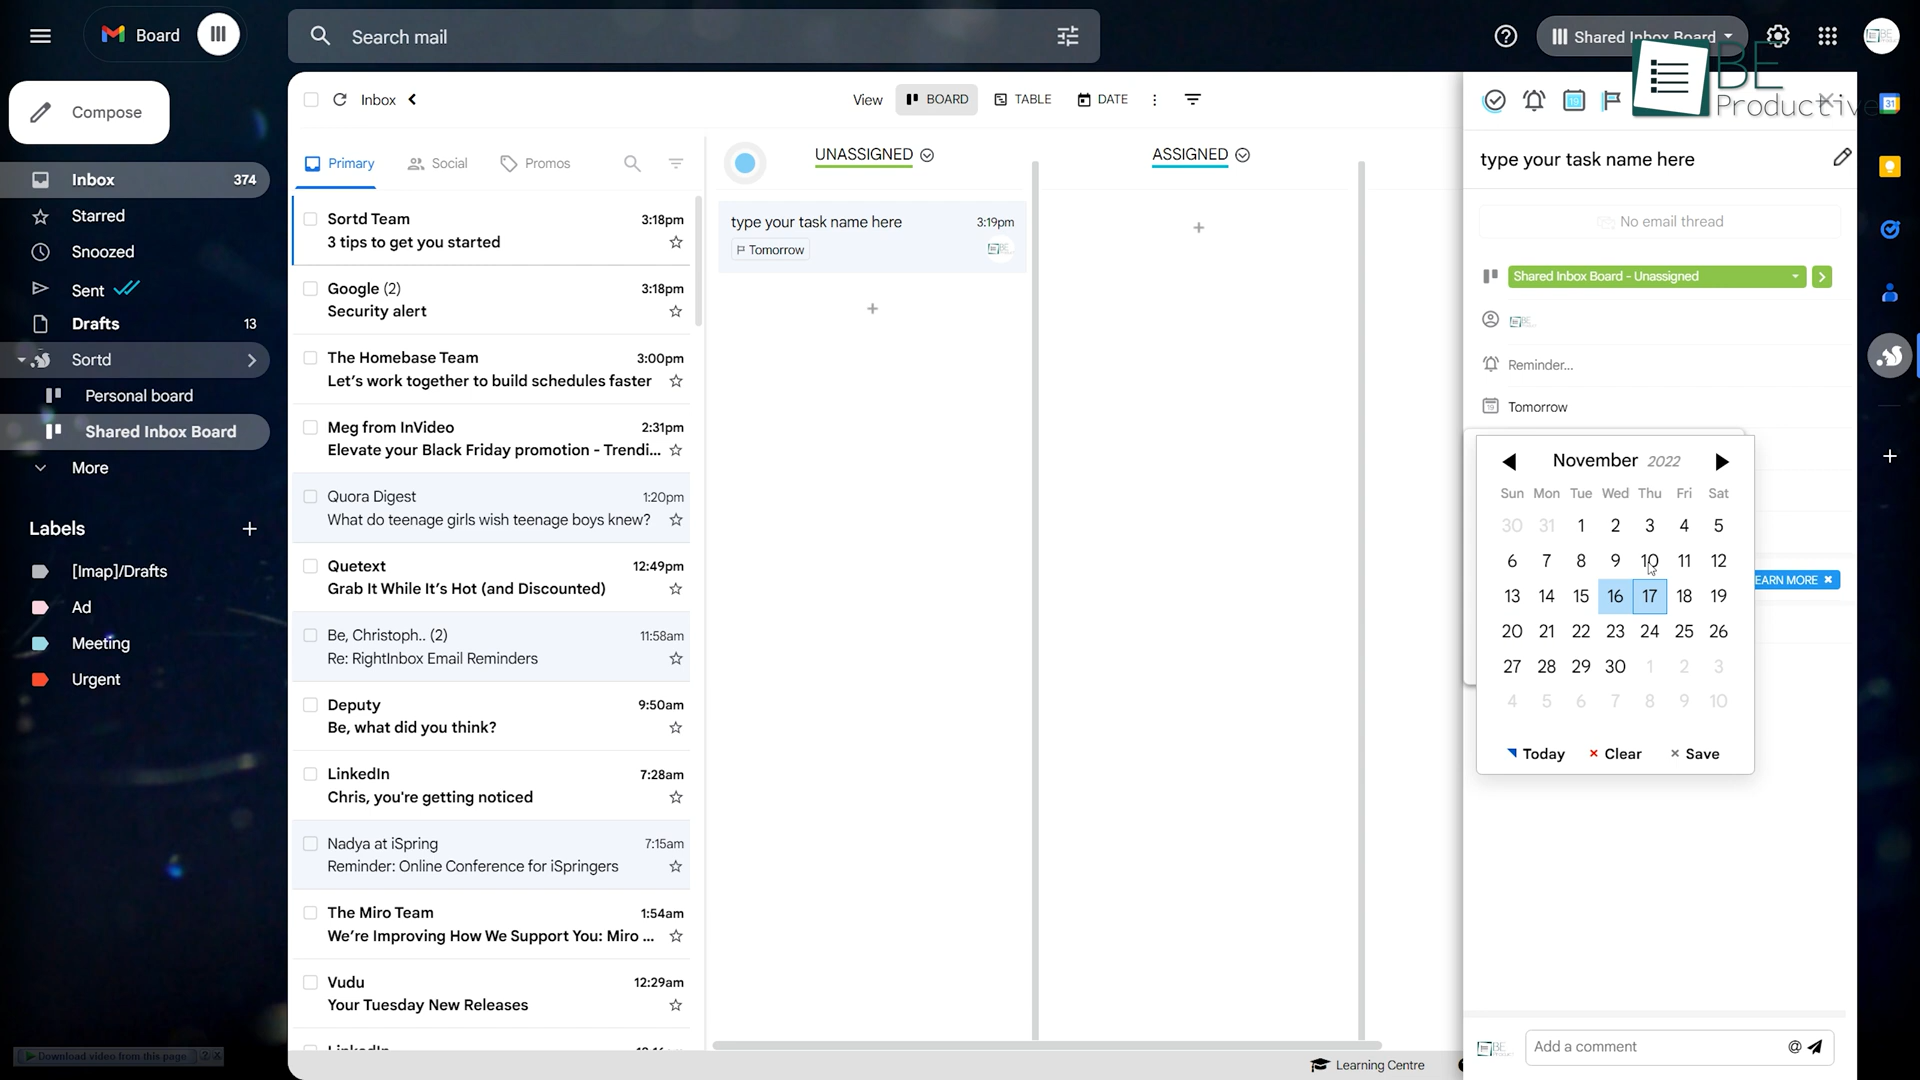 Board
Search mail
Shared Inbox Board
BE
Productive
Compose
Inbox 374
Starred
Snoozed
Sent
Drafts 13
Sortd
Personal board
Shared Inbox Board
More
Labels
[Imap]/Drafts
Ad
Meeting
Urgent
Download video from this page ? X
Inbox
View BOARD TABLE DATE
Primary Social Promos
Sortd Team 3:18pm
3 tips to get you started
Google (2) 3:18pm
Security alert
The Homebase Team 3:00pm
Let's work together to build schedules faster
Meg from InVideo 2:31pm
Elevate your Black Friday promotion - Trendi...
Quora Digest 1:20pm
What do teenage girls wish teenage boys knew?
Quetext 12:49pm
Grab It While It's Hot (and Discounted)
Be, Christoph.. (2) 11:58am
Re: RightInbox Email Reminders
Deputy 9:50am
Be, what did you think?
LinkedIn 7:28am
Chris, you're getting noticed
Nadya at iSpring 7:15am
Reminder: Online Conference for iSpringers
The Miro Team 1:54am
We're Improving How We Support You: Miro ...
Vudu 12:29am
Your Tuesday New Releases
LinkedIn
UNASSIGNED
type your task name here 3:19pm
Tomorrow
ASSIGNED
type your task name here
No email thread
Shared Inbox Board - Unassigned
Reminder...
Tomorrow
November 2022
Sun Mon Tue Wed Thu Fri Sat
30 31 1 2 3 4 5
6 7 8 9 10 11 12
13 14 15 16 17 18 19
20 21 22 23 24 25 26
27 28 29 30 1 2 3
4 5 6 7 8 9 10
Today Clear Save
EARN MORE
Add a comment @
Learning Centre